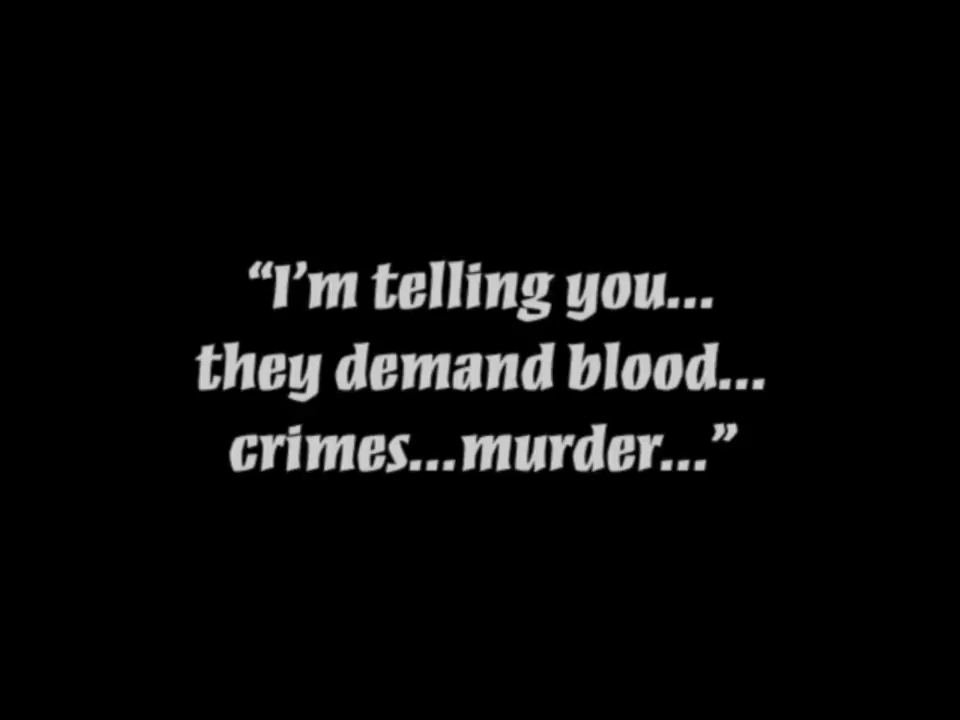 “I’m telling you...
they demand blood...
crimes...murder...”